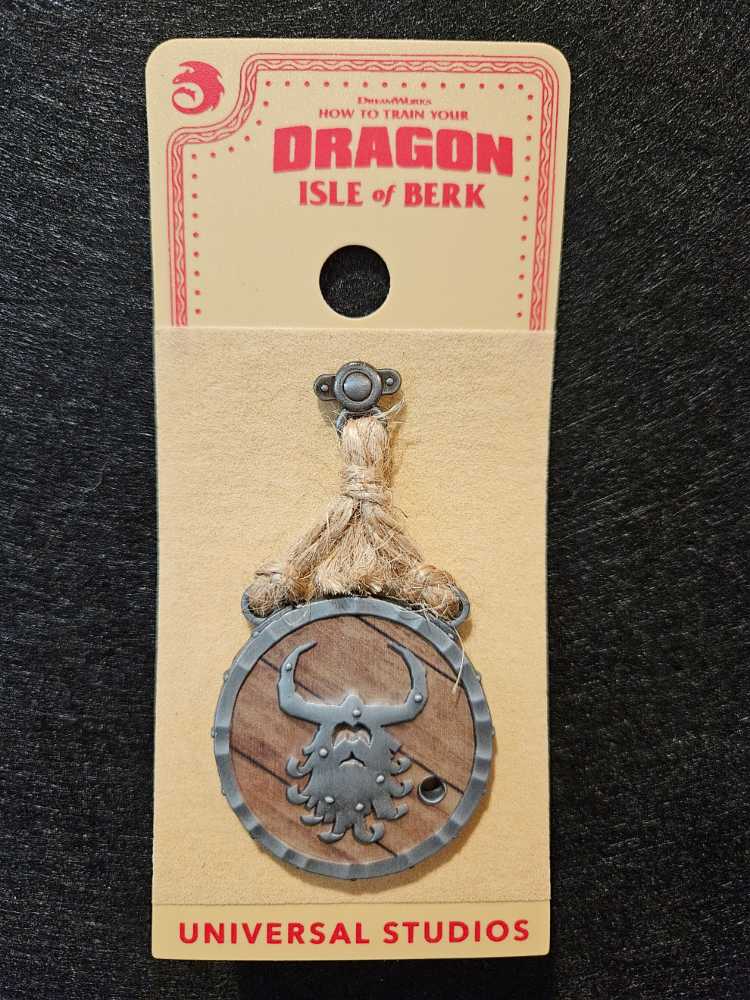 DREAMWORKS
HOW TO TRAIN YOUR
DRAGON
ISLE of BERK
UNIVERSAL STUDIOS